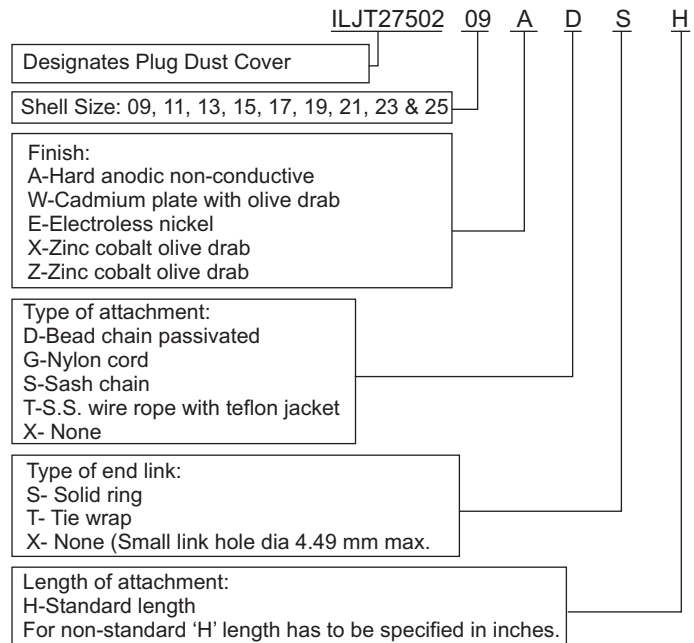 ILJT27502 09 A D S H
Designates Plug Dust Cover
Shell Size: 09, 11, 13, 15, 17, 19, 21, 23 & 25
Finish:
A-Hard anodic non-conductive
W-Cadmium plate with olive drab
E-Electroless nickel
X-Zinc cobalt olive drab
Z-Zinc cobalt olive drab
Type of attachment:
D-Bead chain passivated
G-Nylon cord
S-Sash chain
T-S.S. wire rope with teflon jacket
X- None
Type of end link:
S- Solid ring
T- Tie wrap
X- None (Small link hole dia 4.49 mm max.
Length of attachment:
H-Standard length
For non-standard ‘H’ length has to be specified in inches.